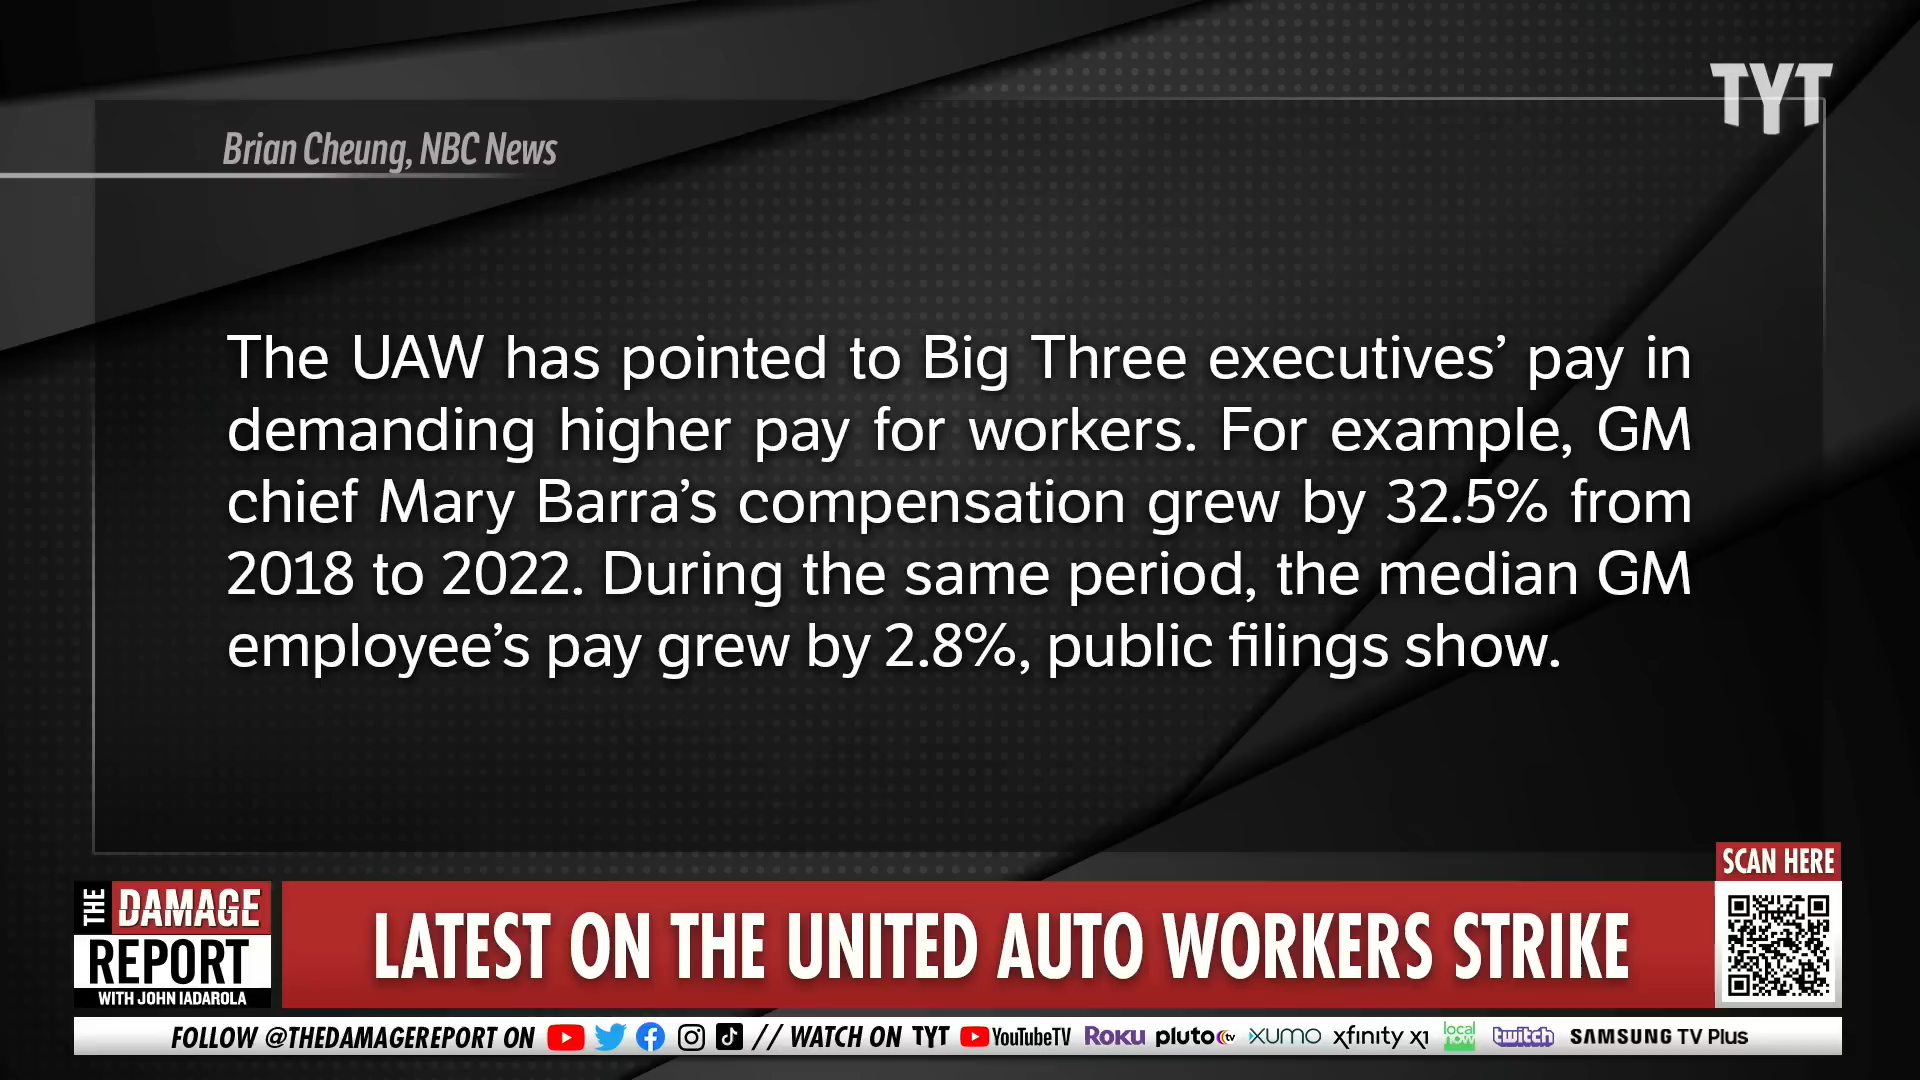 TYT
Brian Cheung, NBC News
The UAW has pointed to Big Three executives’ pay in
demanding higher pay for workers. For example, GM
chief Mary Barra’s compensation grew by 32.5% from
2018 to 2022. During the same period, the median GM
employee’s pay grew by 2.8%, public filings show.
SCAN HERE
THE DAMAGE
REPORT
WITH JOHN IADAROLA
LATEST ON THE UNITED AUTO WORKERS STRIKE
FOLLOW @THEDAMAGEREPORT ON // WATCH ON TYT YouTubeTV ROKU pluto tv XUMO xfinity X1 local now twitch SAMSUNG TV Plus